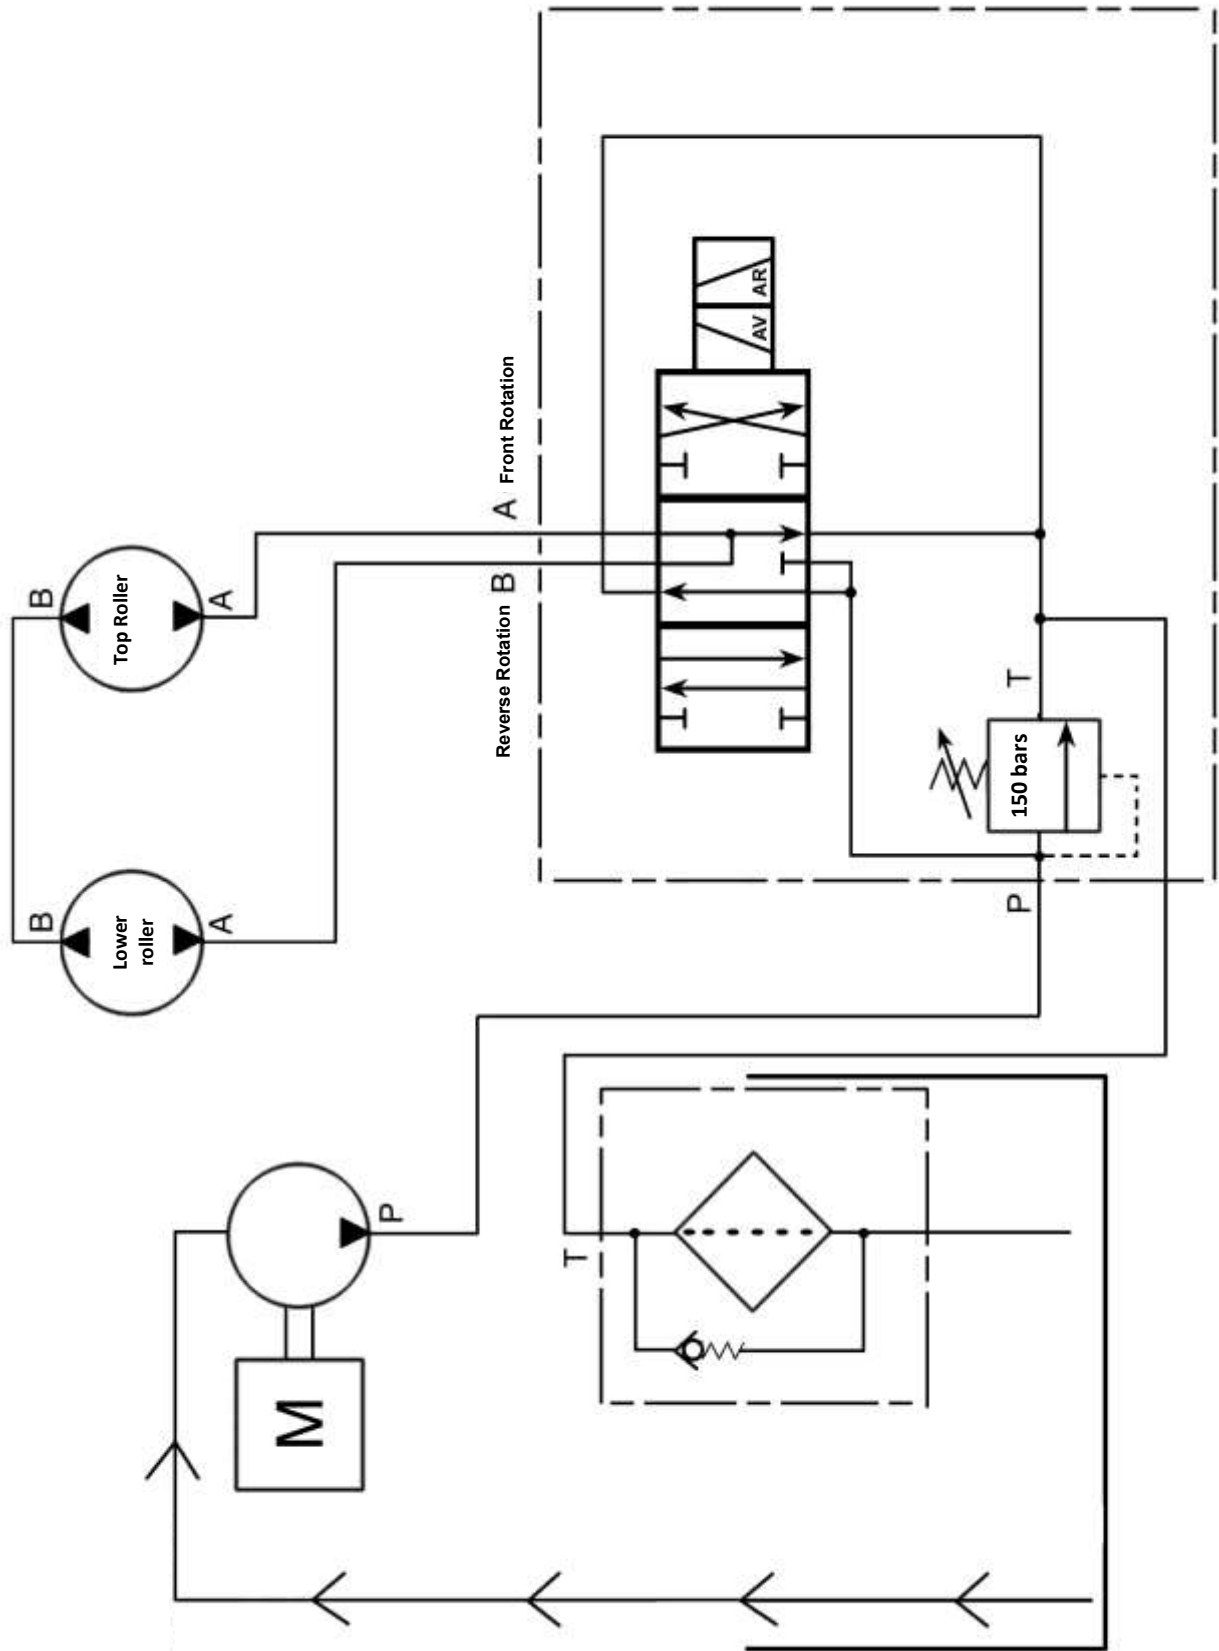 B
Top Roller
A
B
Lower
roller
A
A
Front Rotation
B
Reverse Rotation
AV
AR
T
150 bars
P
P
T
M